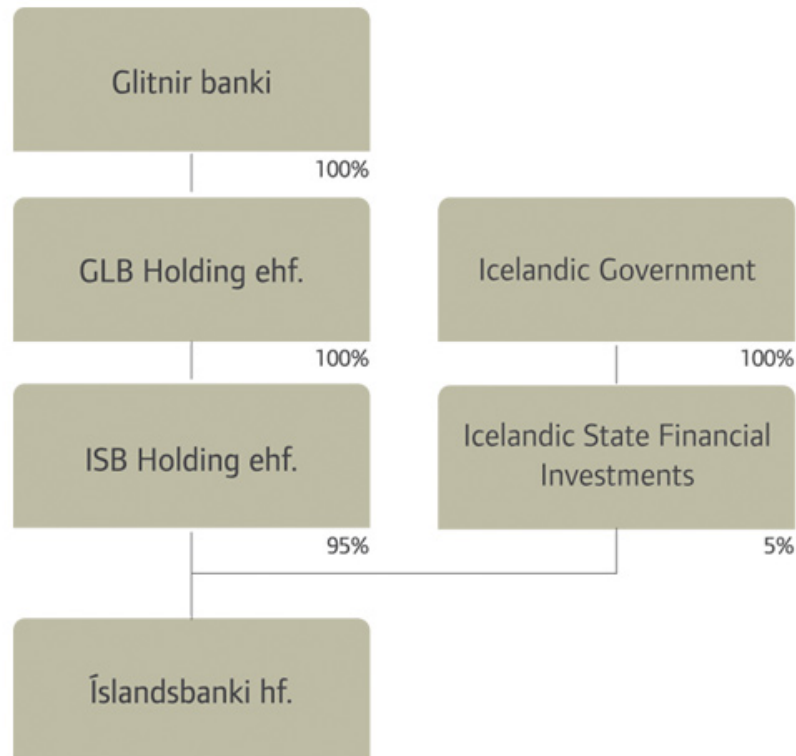 Glitnir banki
100%
GLB Holding ehf.
100%
Icelandic Government
100%
ISB Holding ehf.
95%
Icelandic State Financial
Investments
5%
Íslandsbanki hf.